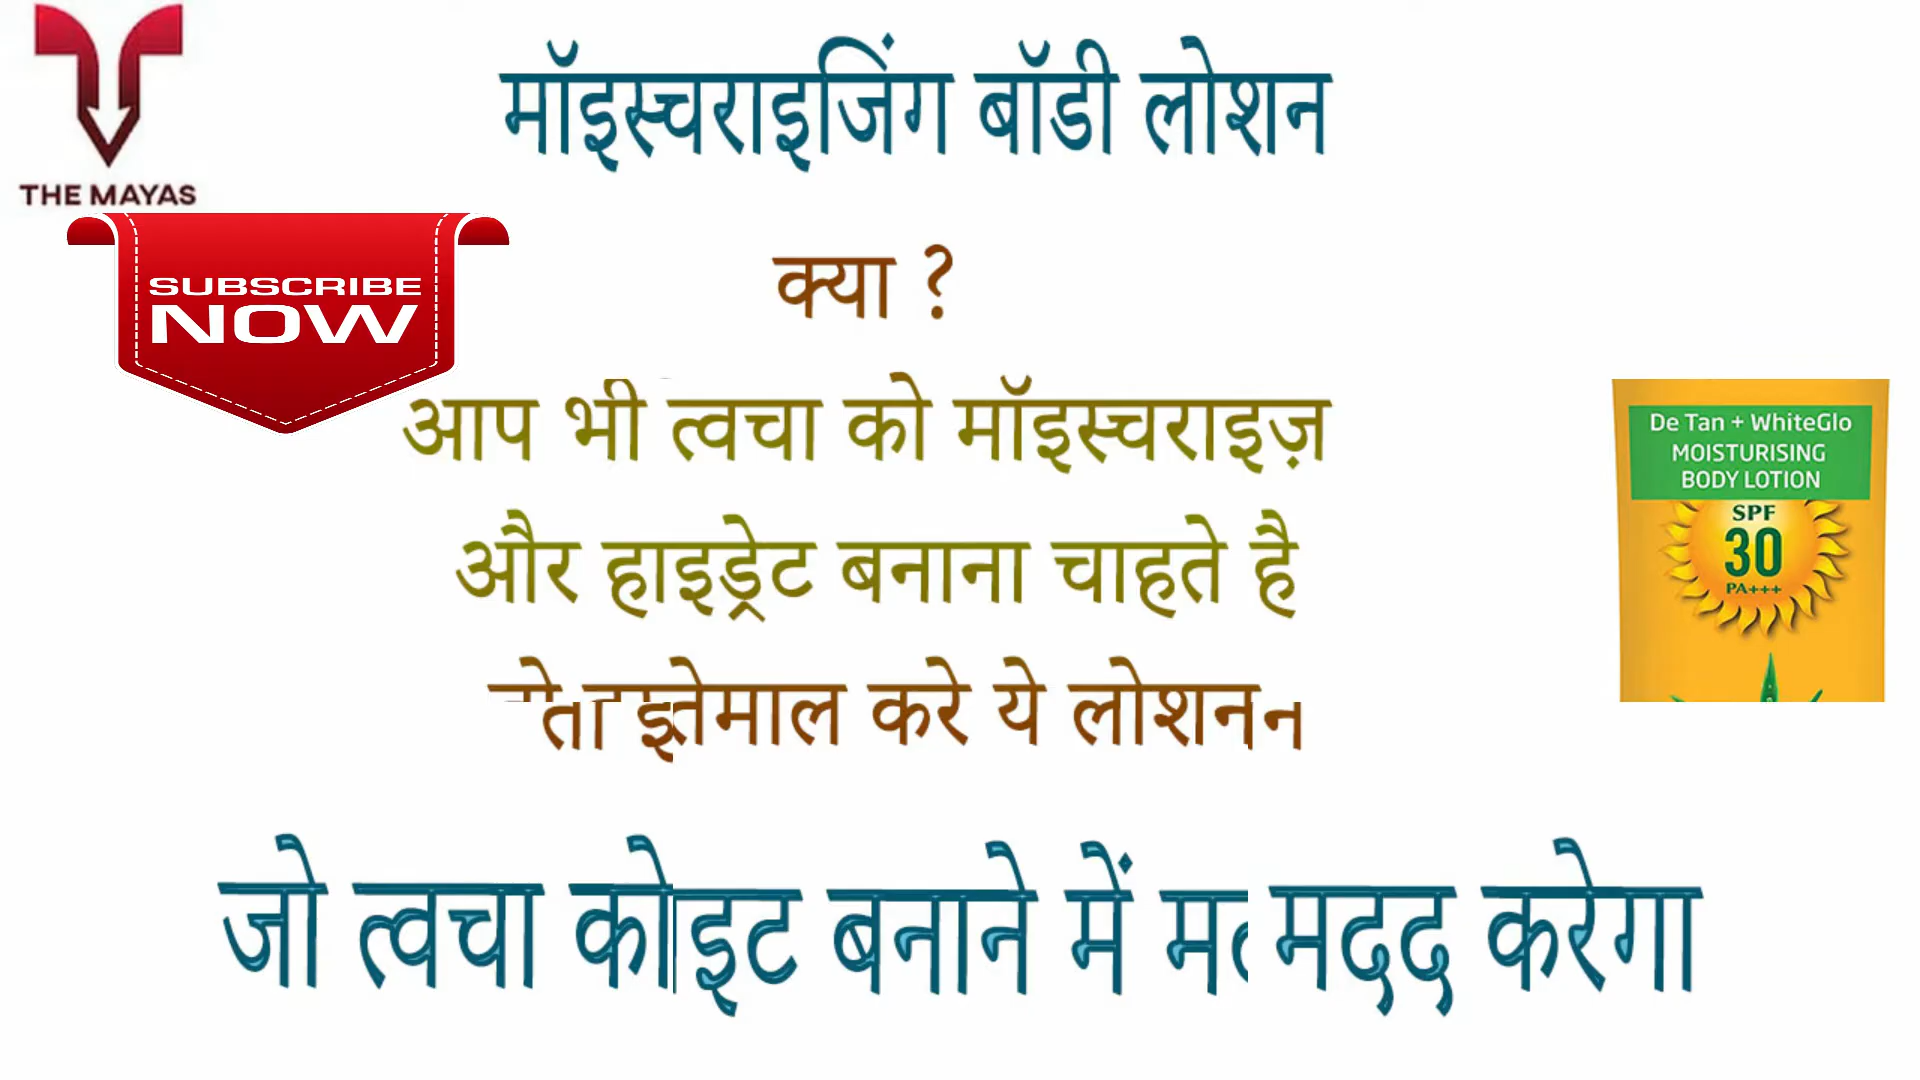 THE MAYAS
मॉइस्चराइजिंग बॉडी लोशन
SUBSCRIBE
NOW
क्या ?
आप भी त्वचा को मॉइस्चराइज़
और हाइड्रेट बनाना चाहते है
इस्तेमाल करे ये लोशन
जो त्वचा को बनाने में मदद करेगा
De Tan + WhiteGlo
MOISTURISING
BODY LOTION
SPF
30
PA+++